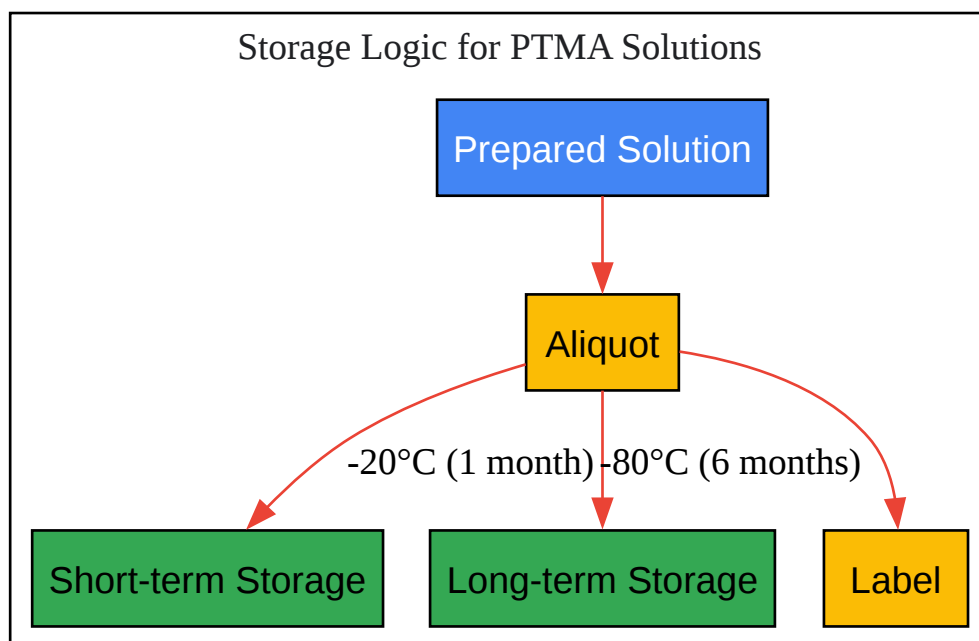 Storage Logic for PTMA Solutions
Prepared Solution
Aliquot
-20°C (1 month)
-80°C (6 months)
Short-term Storage
Long-term Storage
Label